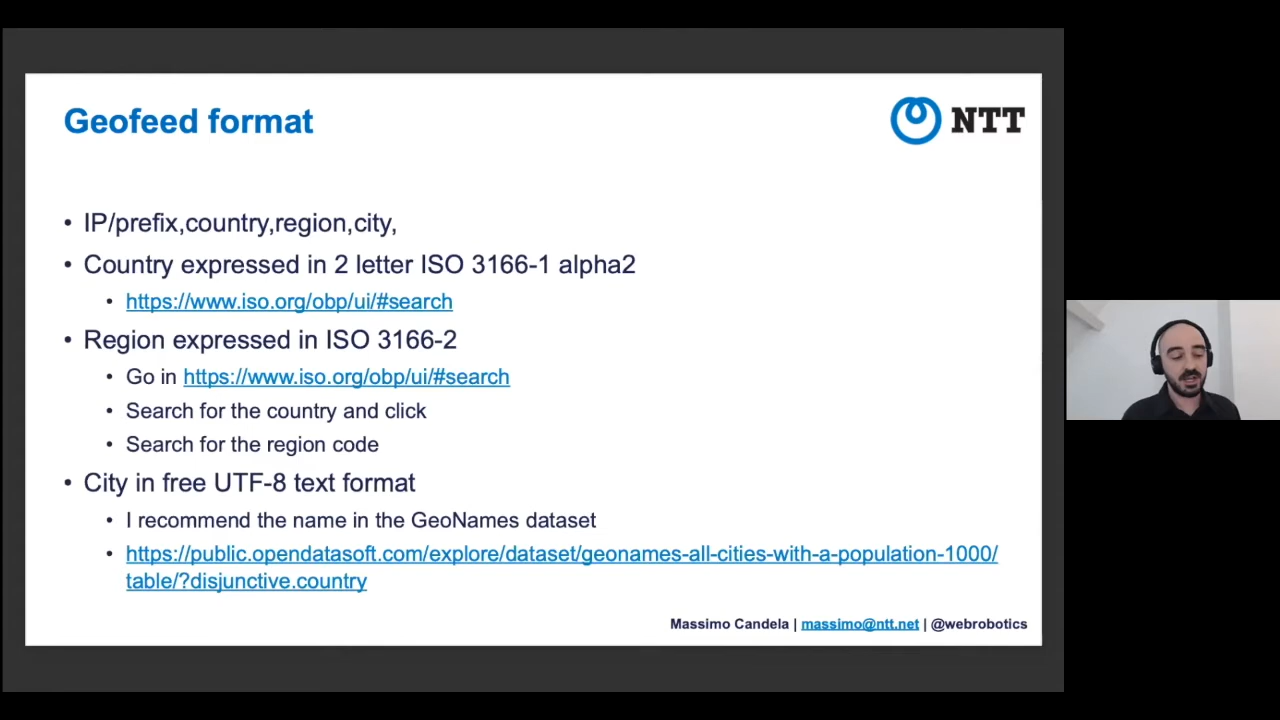 Geofeed format
NTT
• IP/prefix,country,region,city,
• Country expressed in 2 letter ISO 3166-1 alpha2
• https://www.iso.org/obp/ui/#search
• Region expressed in ISO 3166-2
• Go in https://www.iso.org/obp/ui/#search
• Search for the country and click
• Search for the region code
• City in free UTF-8 text format
• I recommend the name in the GeoNames dataset
• https://public.opendatasoft.com/explore/dataset/geonames-all-cities-with-a-population-1000/
table/?disjunctive.country
Massimo Candela | massimo@ntt.net | @webrobotics